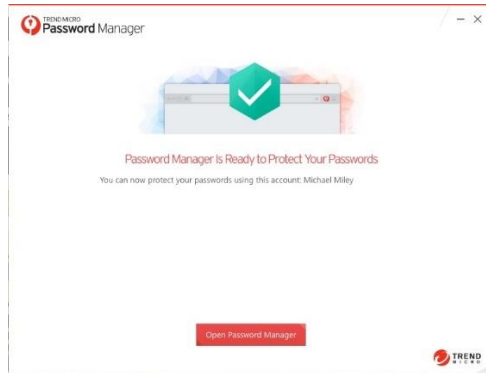 TREND MICRO
Password Manager
Password Manager Is Ready to Protect Your Passwords
You can now protect your passwords using this account: Michael Miley
Open Password Manager
TREND
MICRO